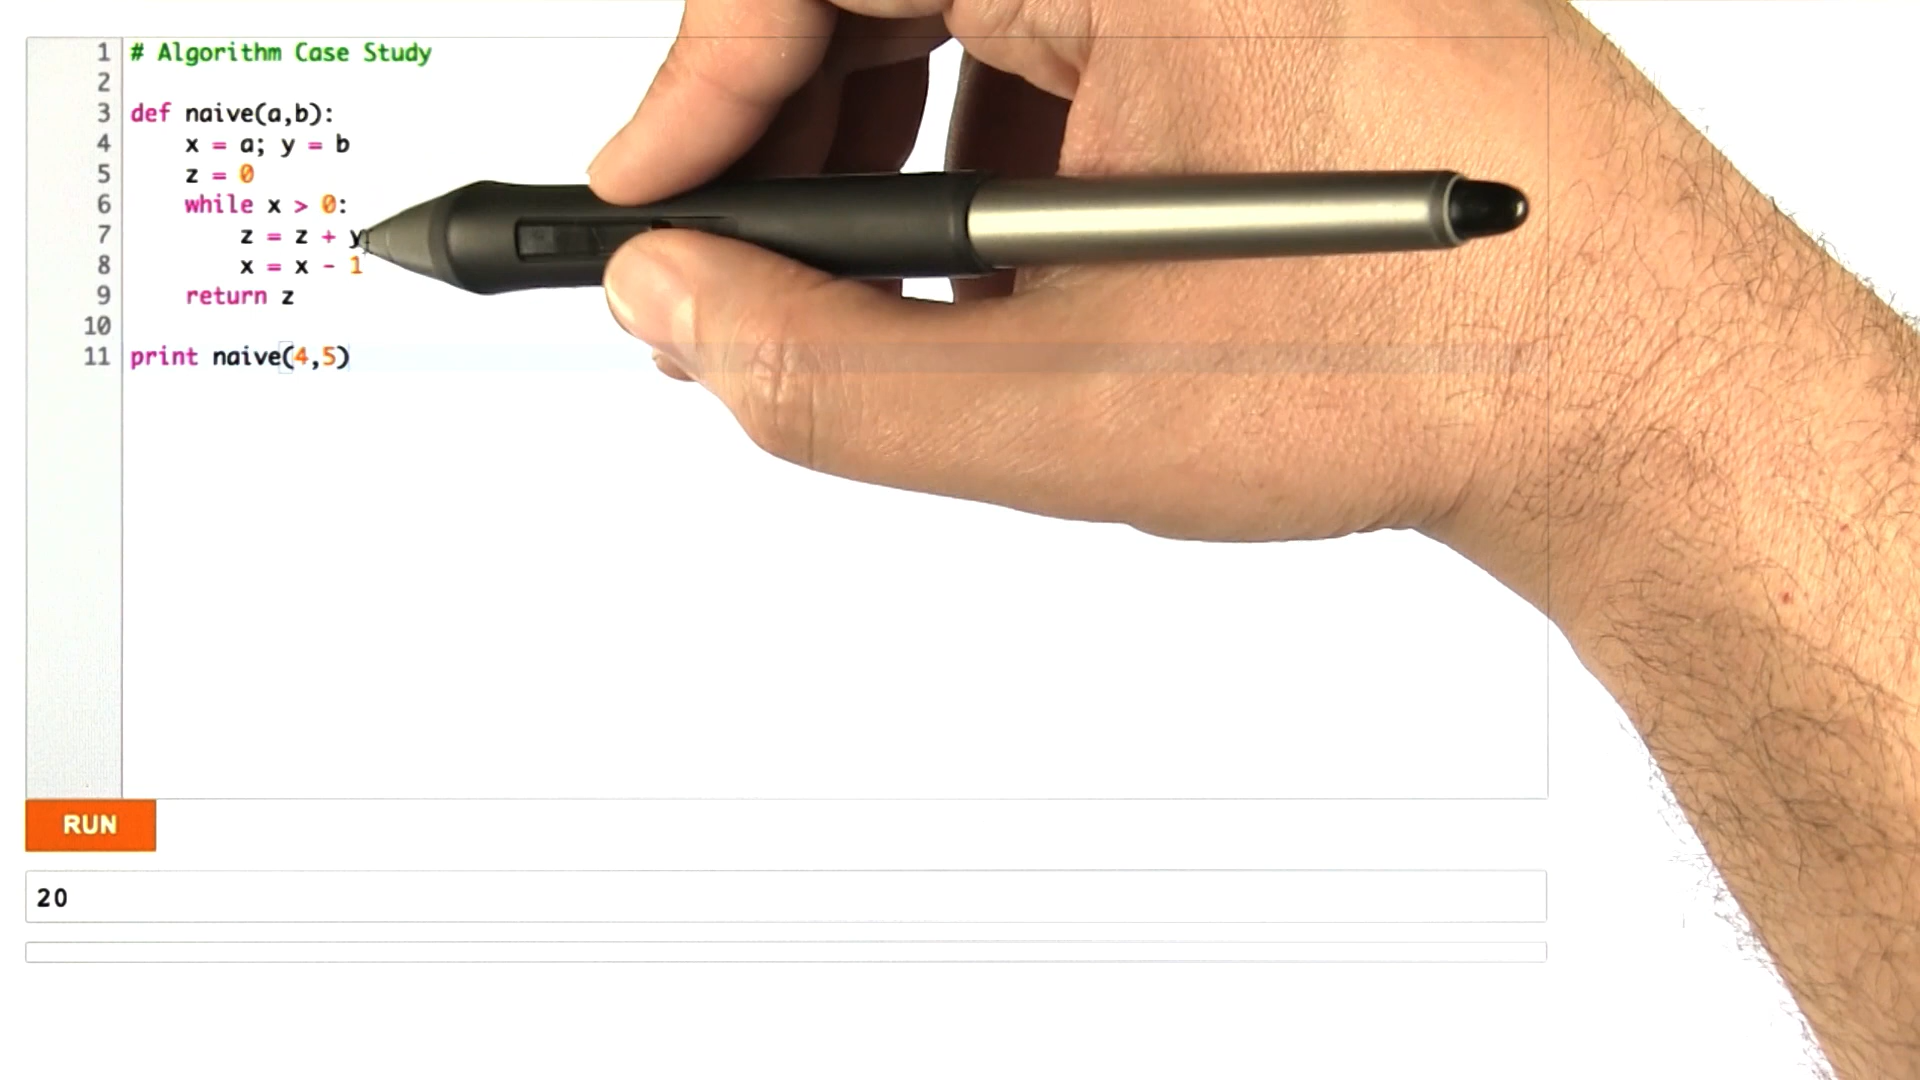 1 # Algorithm Case Study
2
3 def naive(a,b):
4 x = a; y = b
5 z = 0
6 while x > 0:
7 z = z + y
8 x = x - 1
9 return z
10
11 print naive(4,5)
RUN
20